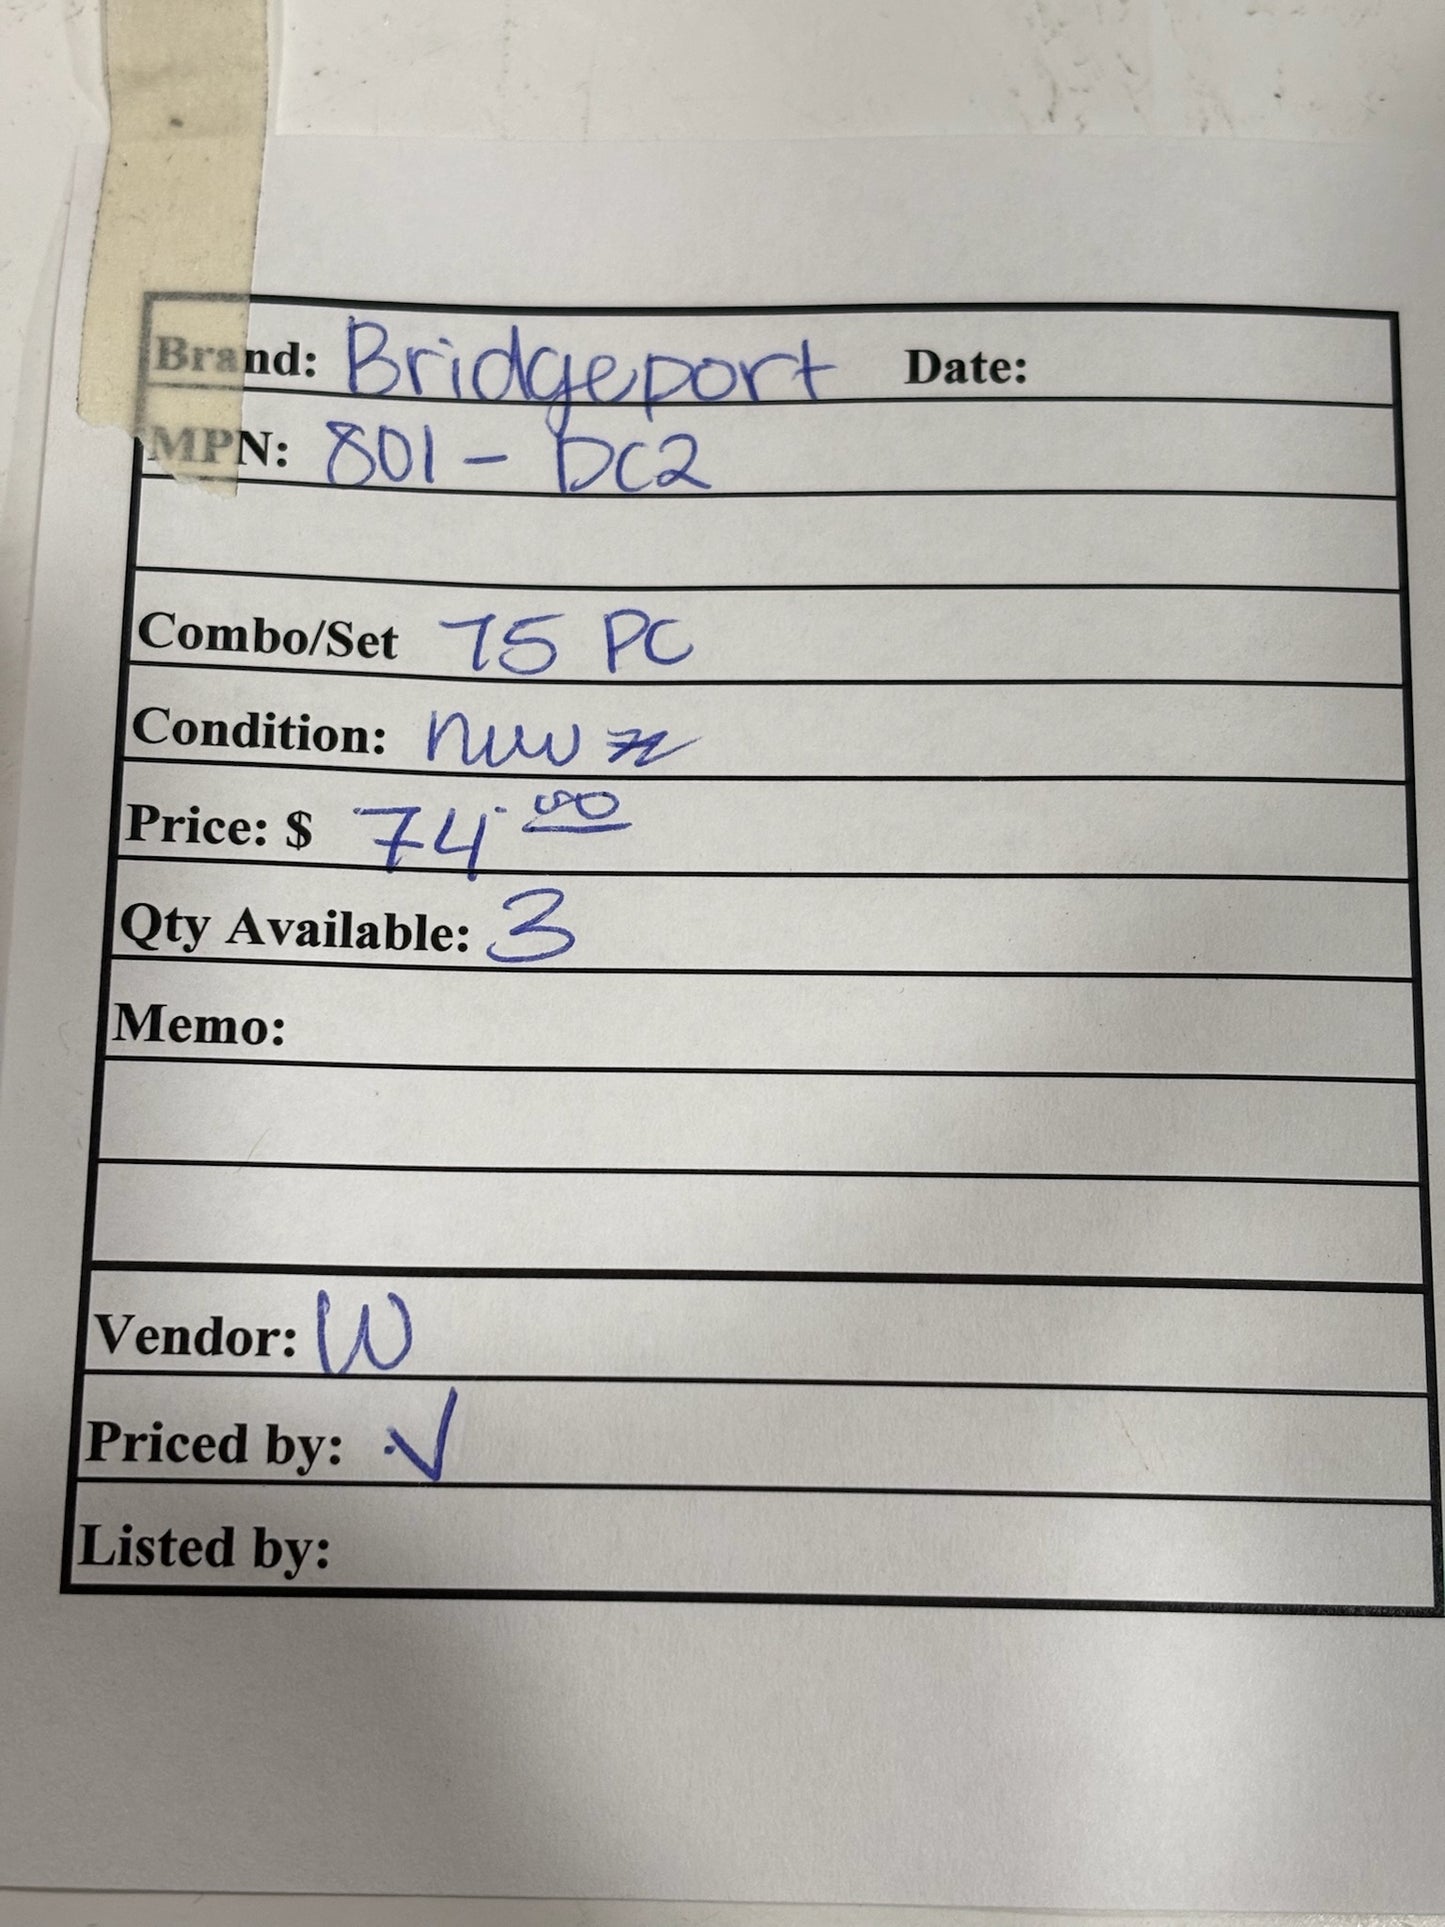 Brand: Bridgeport Date:
MPN: 801 - DC2
Combo/Set 75 PC
Condition: new
Price: $ 74.00
Qty Available: 3
Memo:
Vendor: W
Priced by: ✓
Listed by: